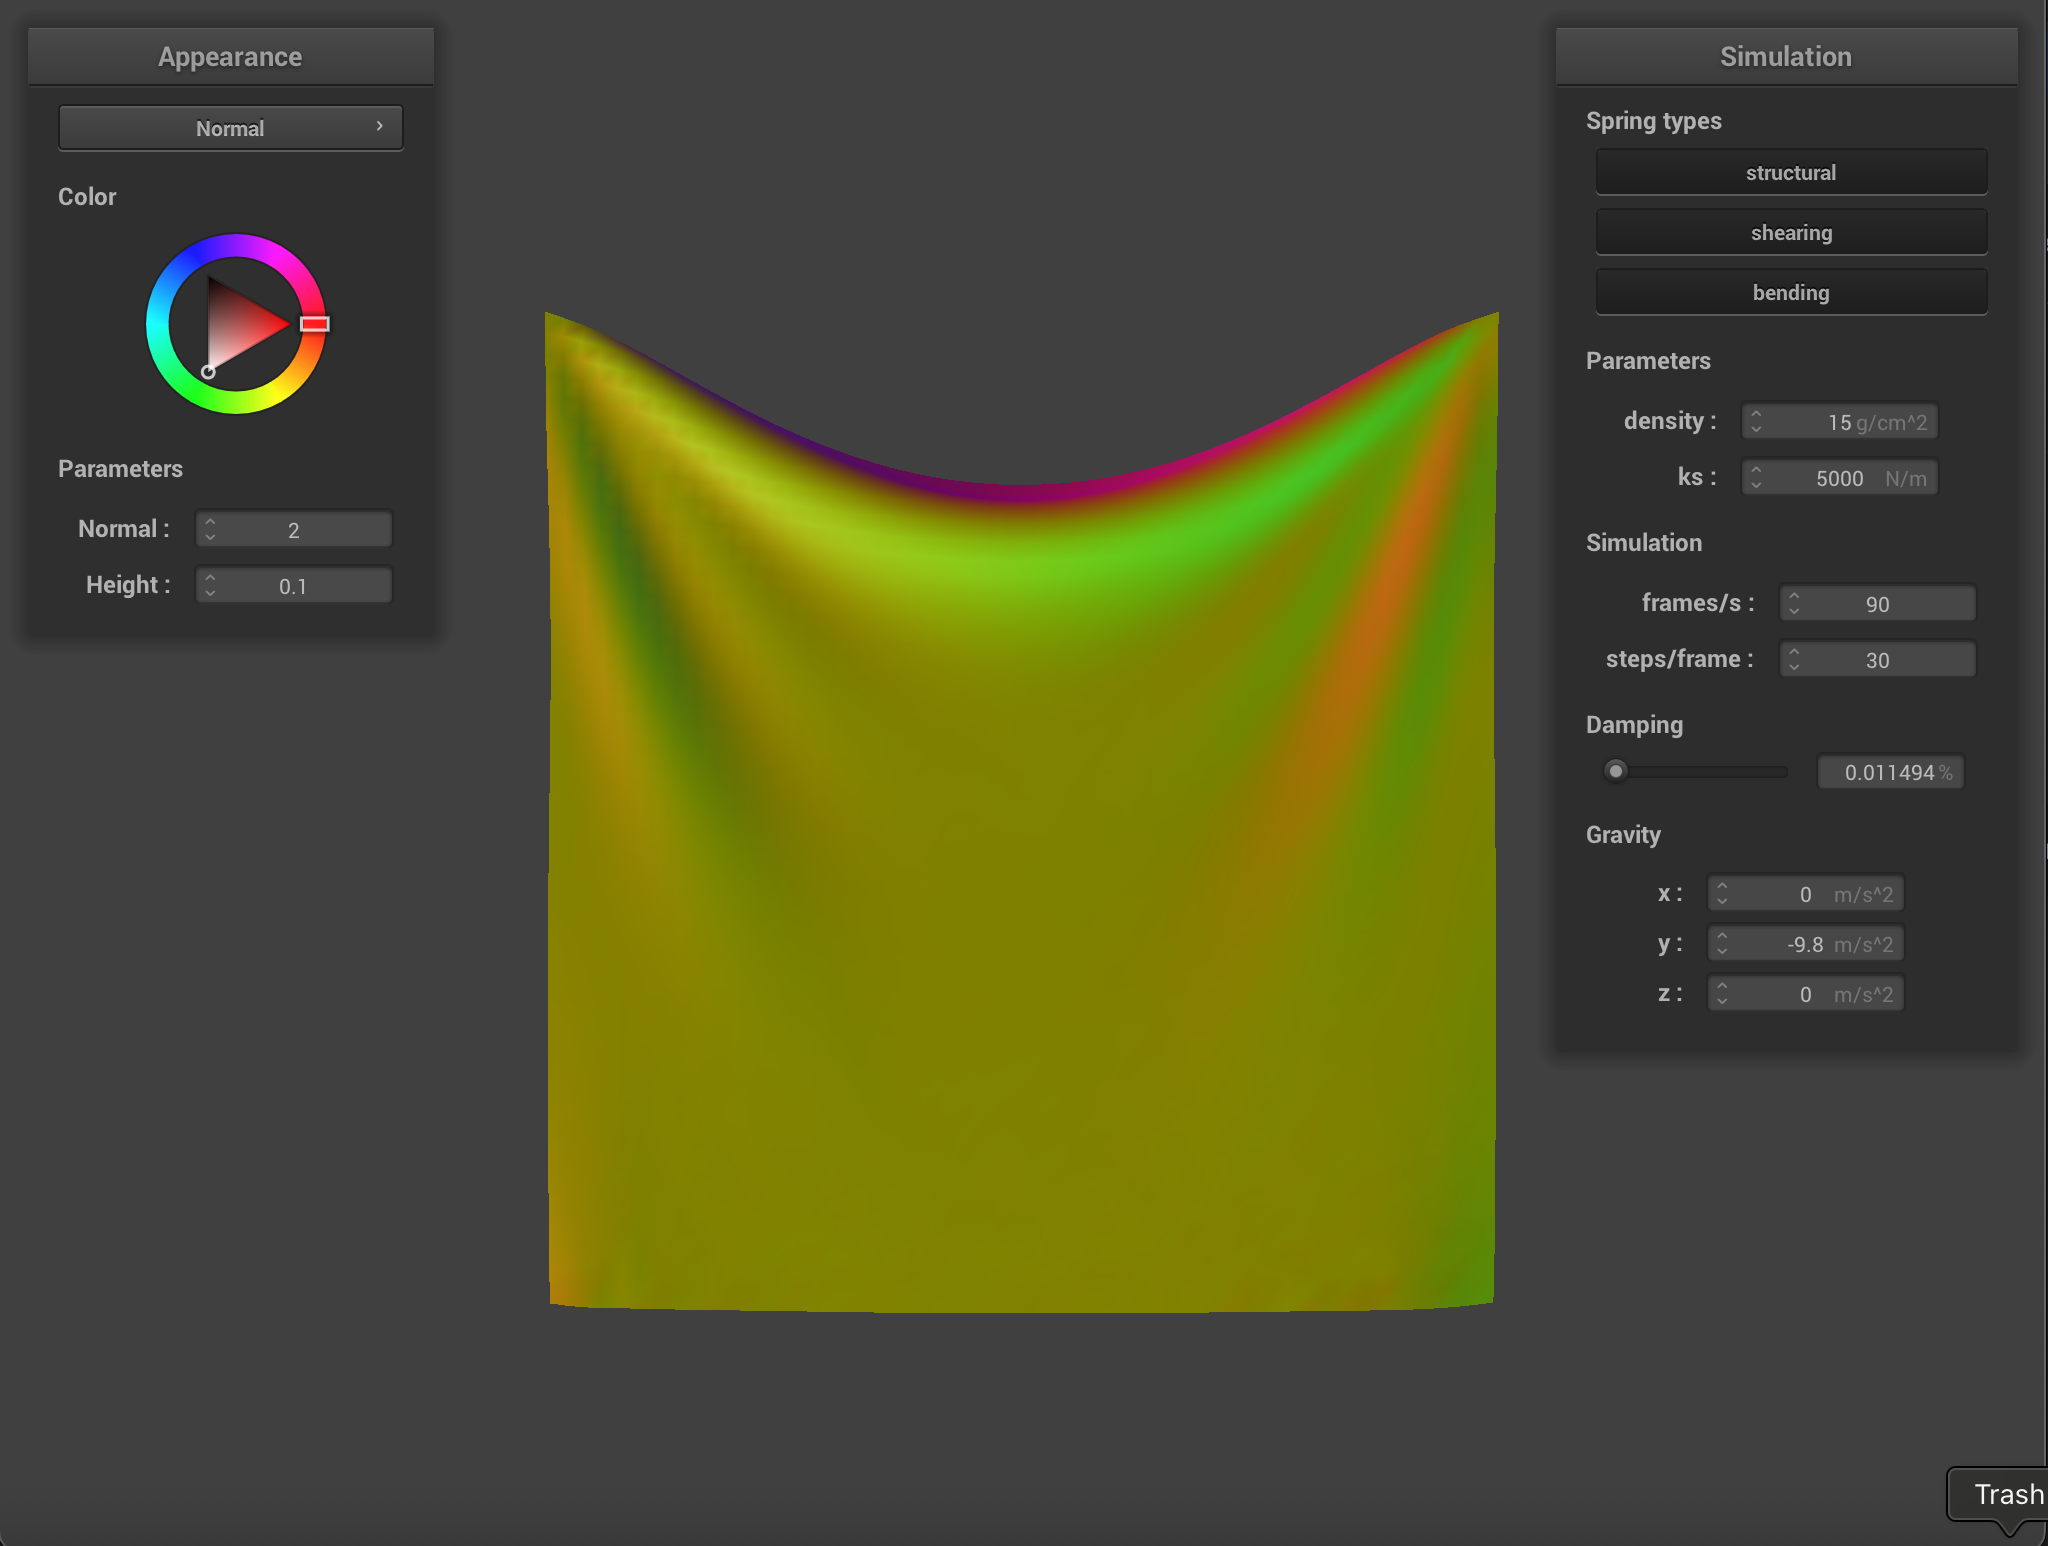 Appearance
Normal
Color
Parameters
Normal : 2
Height : 0.1
Simulation
Spring types
structural
shearing
bending
Parameters
density : 15 g/cm^2
ks : 5000 N/m
Simulation
frames/s : 90
steps/frame : 30
Damping
0.011494 %
Gravity
x : 0 m/s^2
y : -9.8 m/s^2
z : 0 m/s^2
Trash